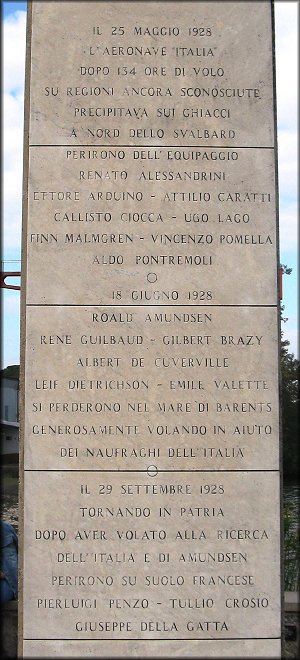 IL 25 MAGGIO 1928
L'AERONAVE "ITALIA"
DOPO 134 ORE DI VOLO
SU REGIONI ANCORA SCONOSCIUTE
PRECIPITAVA SUI GHIACCI
A NORD DELLO SVALBARD
PERIRONO DELL'EQUIPAGGIO
RENATO ALESSANDRINI
ETTORE ARDUINO - ATTILIO CARATTI
CALLISTO CIOCCA - UGO LAGO
FINN MALMGREN - VINCENZO POMELLA
ALDO PONTREMOLI
18 GIUGNO 1928
ROALD AMUNDSEN
RENE GUILBAUD - GILBERT BRAZY
ALBERT DE CUVERVILLE
LEIF DIETRICHSON - EMILE VALETTE
SI PERDERONO NEL MARE DI BARENTS
GENEROSAMENTE VOLANDO IN AIUTO
DEI NAUFRAGHI DELL'ITALIA
IL 29 SETTEMBRE 1928
TORNANDO IN PATRIA
DOPO AVER VOLATO ALLA RICERCA
DELL'ITALIA E DI AMUNDSEN
PERIRONO SU SUOLO FRANCESE
PIERLUIGI PENZO - TULLIO CROSIO
GIUSEPPE DELLA GATTA